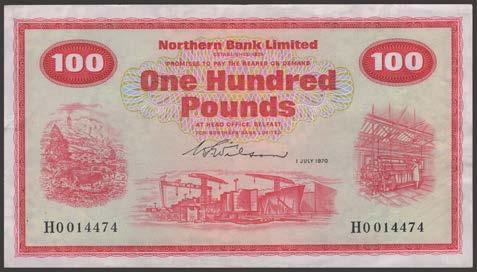 Northern Bank Limited
ESTABLISHED 1824
PROMISES TO PAY THE BEARER ON DEMAND
100
100
One Hundred
Pounds
AT HEAD OFFICE, BELFAST
FOR NORTHERN BANK LIMITED
Wilson
1 JULY 1970
H0014474
H0014474